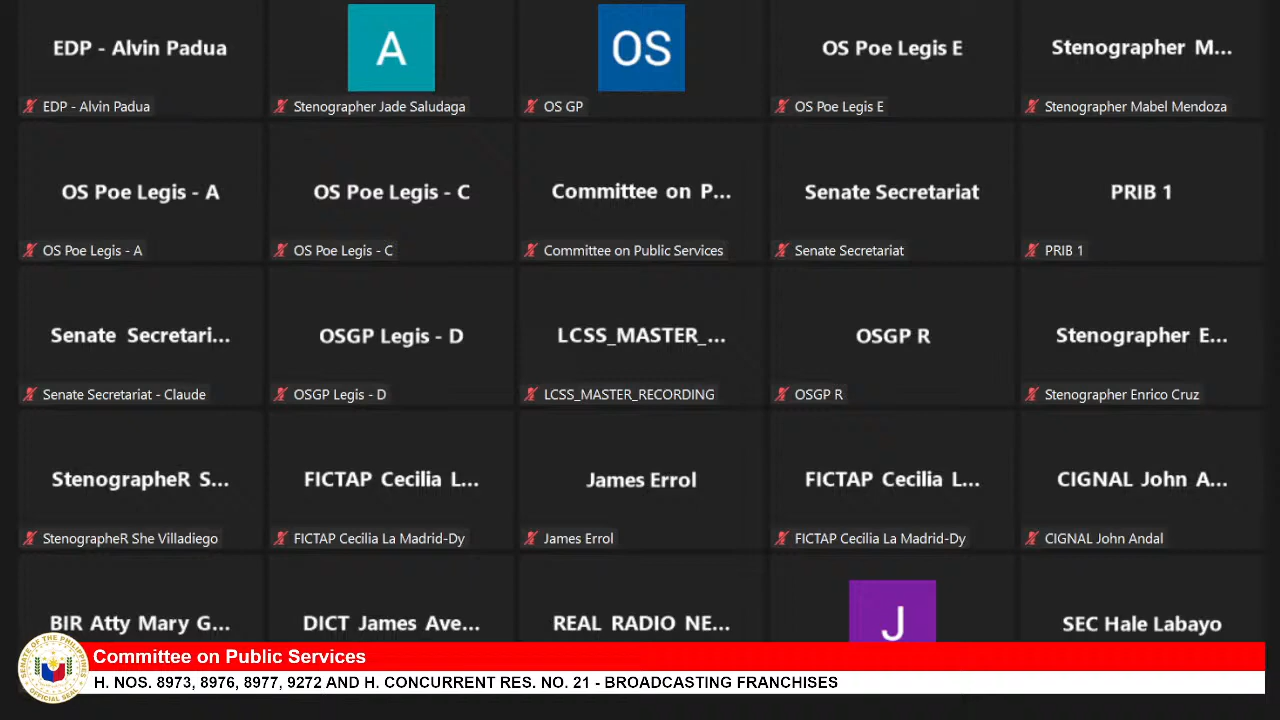 EDP - Alvin Padua
A
OS
OS Poe Legis E
Stenographer M...
EDP - Alvin Padua
Stenographer Jade Saludaga
OS GP
OS Poe Legis E
Stenographer Mabel Mendoza
OS Poe Legis - A
OS Poe Legis - C
Committee on P...
Senate Secretariat
PRIB 1
OS Poe Legis - A
OS Poe Legis - C
Committee on Public Services
Senate Secretariat
PRIB 1
Senate Secretari...
OSGP Legis - D
LCSS_MASTER_...
OSGP R
Stenographer E...
Senate Secretariat - Claude
OSGP Legis - D
LCSS_MASTER_RECORDING
OSGP R
Stenographer Enrico Cruz
StenographeR S...
FICTAP Cecilia L...
James Errol
FICTAP Cecilia L...
CIGNAL John A...
StenographeR She Villadiego
FICTAP Cecilia La Madrid-Dy
James Errol
FICTAP Cecilia La Madrid-Dy
CIGNAL John Andal
BIR Atty Mary G...
DICT James Ave...
REAL RADIO NE...
J
SEC Hale Labayo
SENATE OF THE PHILIPPINES
OFFICIAL SEAL
Committee on Public Services
H. NOS. 8973, 8976, 8977, 9272 AND H. CONCURRENT RES. NO. 21 - BROADCASTING FRANCHISES